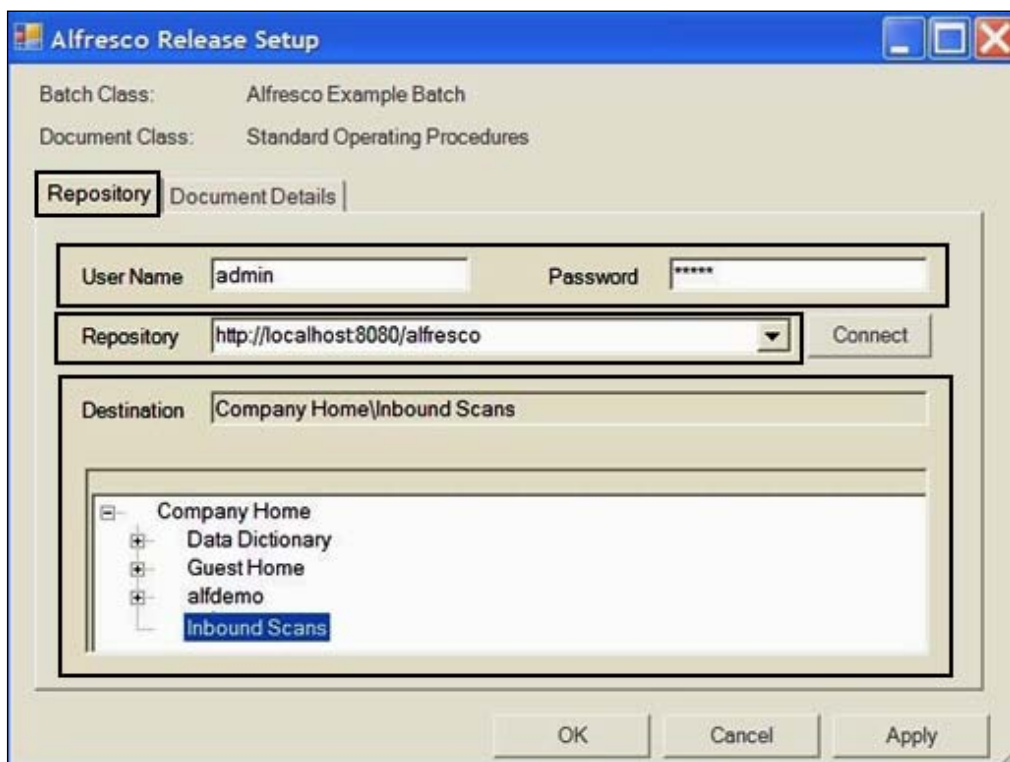 Alfresco Release Setup
Batch Class: Alfresco Example Batch
Document Class: Standard Operating Procedures
Repository Document Details
User Name admin Password *****
Repository http://localhost:8080/alfresco Connect
Destination Company Home\Inbound Scans
Company Home
Data Dictionary
Guest Home
alfdemo
Inbound Scans
OK Cancel Apply